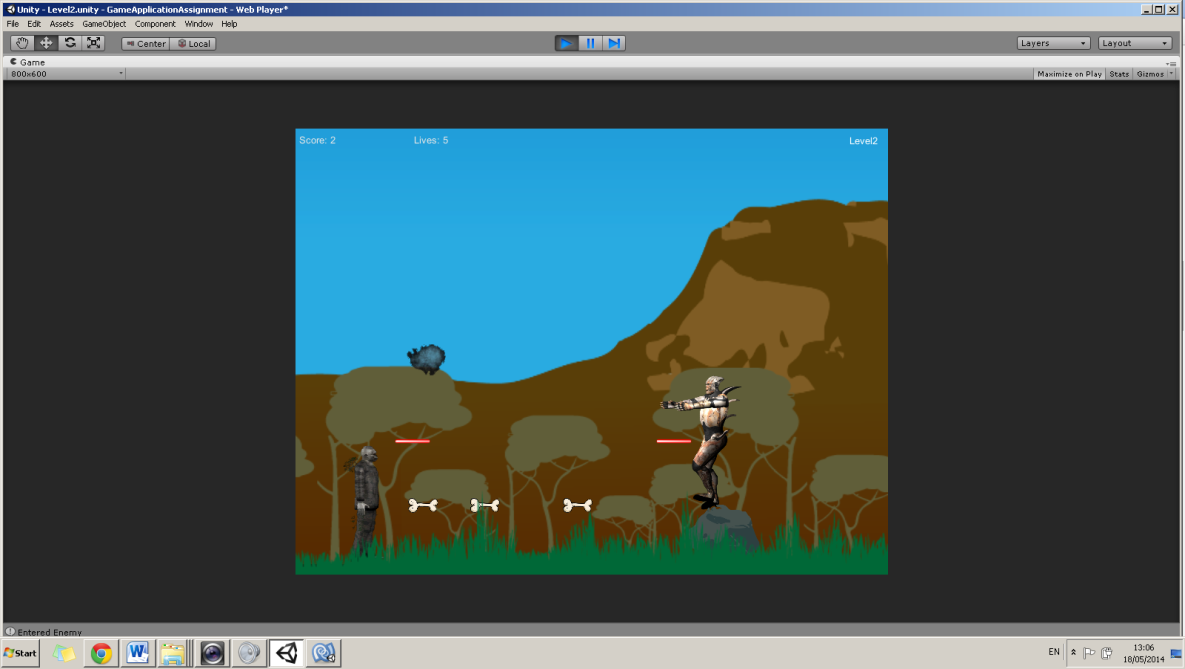 Unity - Level2.unity - GameApplicationAssignment - Web Player*
File Edit Assets GameObject Component Window Help
Center Local Layers Layout
Game
800x600 Maximize on Play Stats Gizmos
Score: 2 Lives: 5 Level2
Entered Enemy
Start EN 13:06
18/05/2014